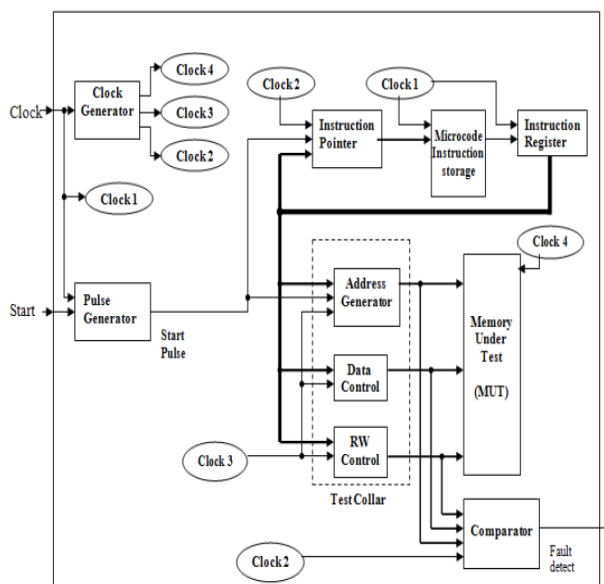 Clock
Clock
Generator
Clock 4
Clock 3
Clock 2
Clock 1
Clock 2
Clock 1
Instruction
Pointer
Microcode
Instruction
storage
Instruction
Register
Start
Pulse
Generator
Start
Pulse
Clock 4
Address
Generator
Data
Control
RW
Control
Test Collar
Memory
Under
Test
(MUT)
Clock 3
Clock 2
Comparator
Fault
detect